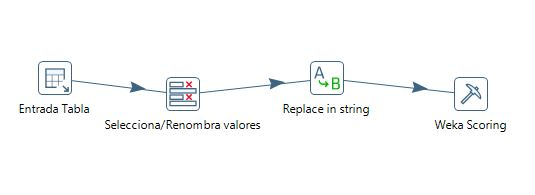 A
B
Entrada Tabla
Selecciona/Renombra valores
Replace in string
Weka Scoring